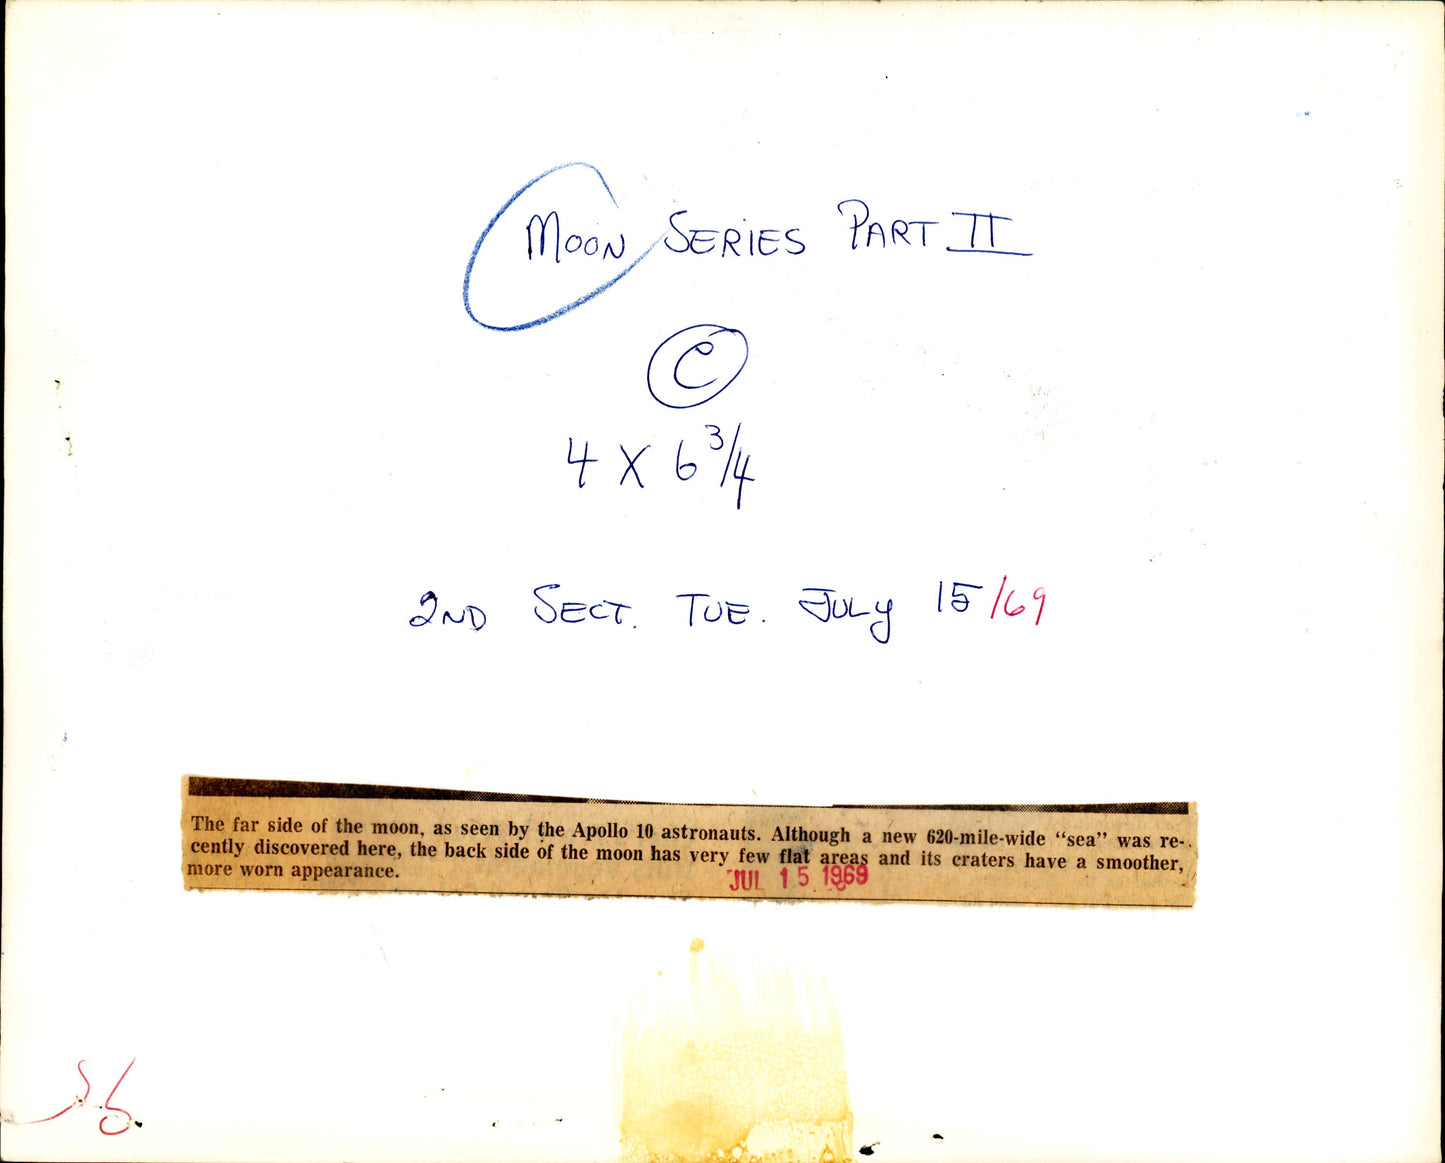 MOON SERIES PART II
C
4 X 6 3/4
2ND SECT. TUE. JULY 15/69
The far side of the moon, as seen by the Apollo 10 astronauts. Although a new 620-mile-wide “sea” was re-
cently discovered here, the back side of the moon has very few flat areas and its craters have a smoother,
more worn appearance.
JUL 15 1969